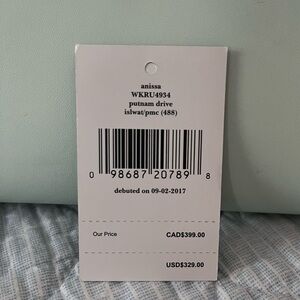 anissa
WKRU4934
putnam drive
islwat/pmc (488)
0 98687 20789 8
debuted on 09-02-2017
Our Price CAD$399.00
USD$329.00